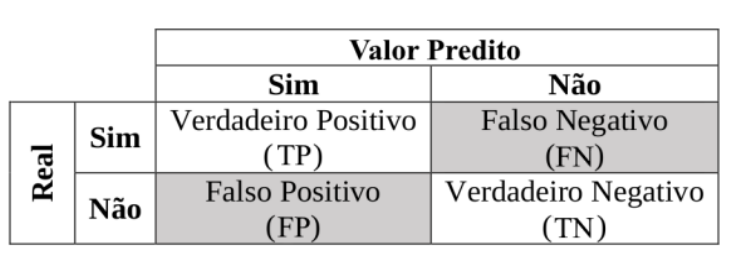 Valor Predito
Sim Não
Real
Sim
Verdadeiro Positivo
(TP)
Falso Negativo
(FN)
Não
Falso Positivo
(FP)
Verdadeiro Negativo
(TN)